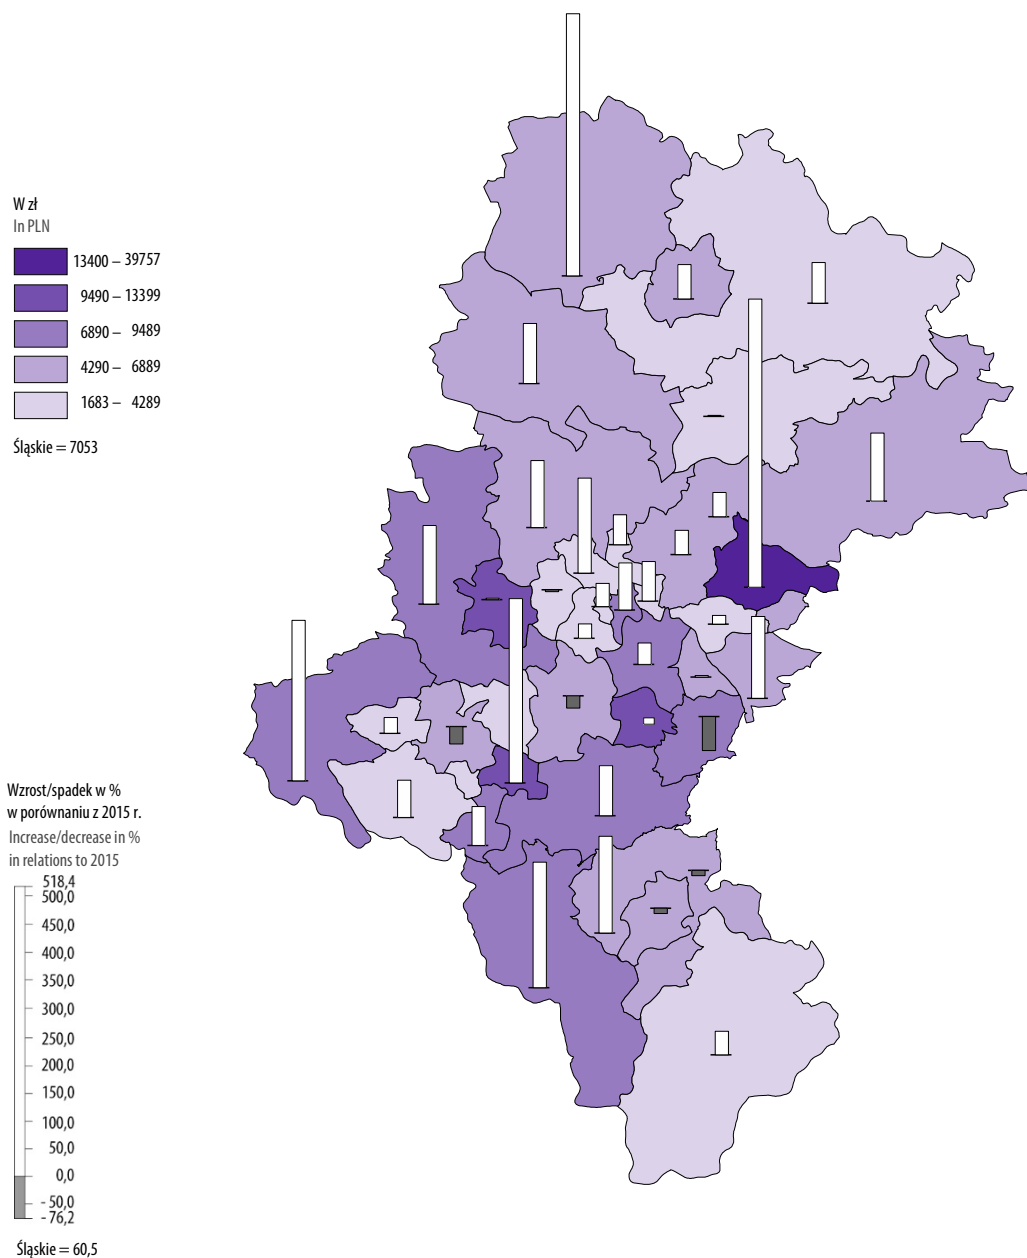 W zł
In PLN
13400 – 39757
9490 – 13399
6890 – 9489
4290 – 6889
1683 – 4289
Śląskie = 7053
Wzrost/spadek w %
w porównaniu z 2015 r.
Increase/decrease in %
in relations to 2015
518,4
500,0
450,0
400,0
350,0
300,0
250,0
200,0
150,0
100,0
50,0
0,0
- 50,0
- 76,2
Śląskie = 60,5